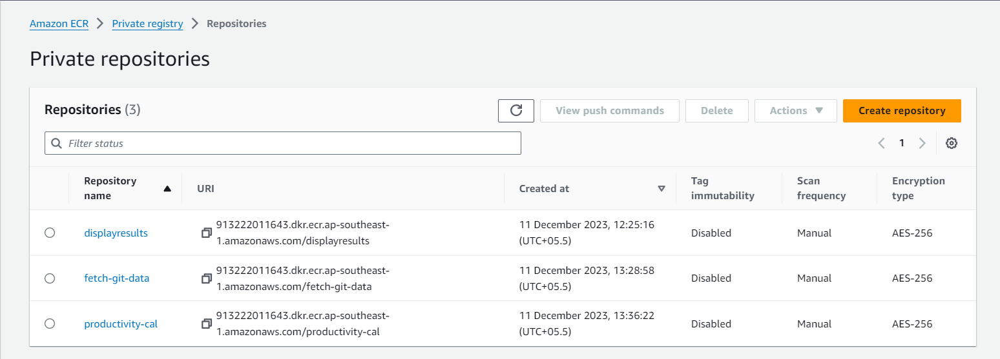 Amazon ECR > Private registry > Repositories
Private repositories
Repositories (3)
View push commands
Delete
Actions
Create repository
Filter status
1
Repository name
URI
Created at
Tag immutability
Scan frequency
Encryption type
displayresults
913222011643.dkr.ecr.ap-southeast-
1.amazonaws.com/displayresults
11 December 2023, 12:25:16
(UTC+05.5)
Disabled
Manual
AES-256
fetch-git-data
913222011643.dkr.ecr.ap-southeast-
1.amazonaws.com/fetch-git-data
11 December 2023, 13:28:58
(UTC+05.5)
Disabled
Manual
AES-256
productivity-cal
913222011643.dkr.ecr.ap-southeast-
1.amazonaws.com/productivity-cal
11 December 2023, 13:36:22
(UTC+05.5)
Disabled
Manual
AES-256